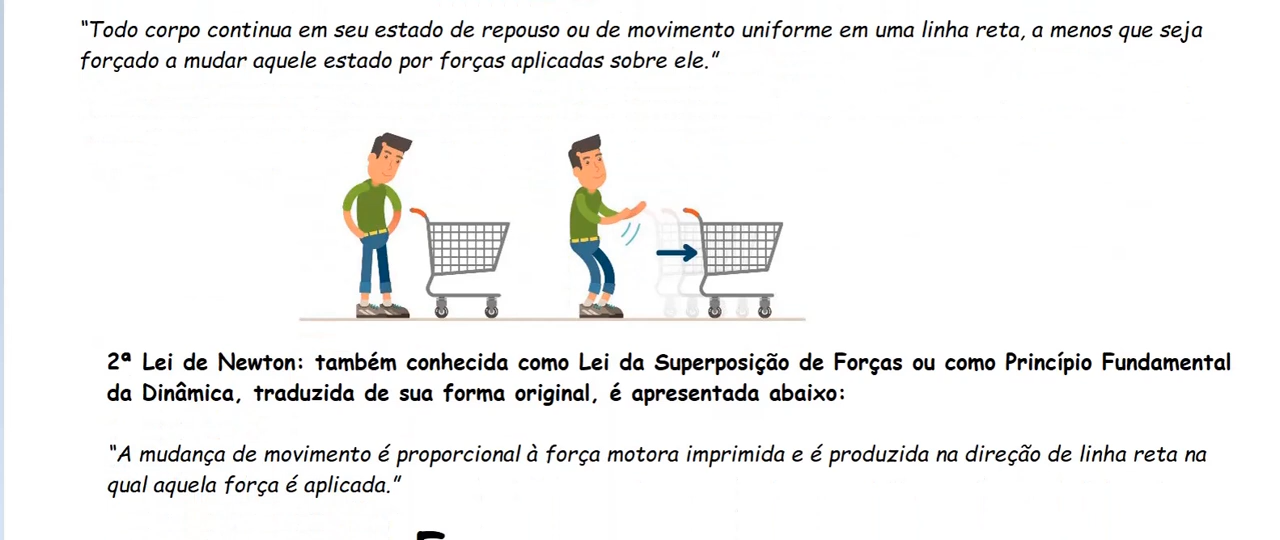 "Todo corpo continua em seu estado de repouso ou de movimento uniforme em uma linha reta, a menos que seja
forçado a mudar aquele estado por forças aplicadas sobre ele."
2ª Lei de Newton: também conhecida como Lei da Superposição de Forças ou como Princípio Fundamental
da Dinâmica, traduzida de sua forma original, é apresentada abaixo:
"A mudança de movimento é proporcional à força motora imprimida e é produzida na direção de linha reta na
qual aquela força é aplicada."